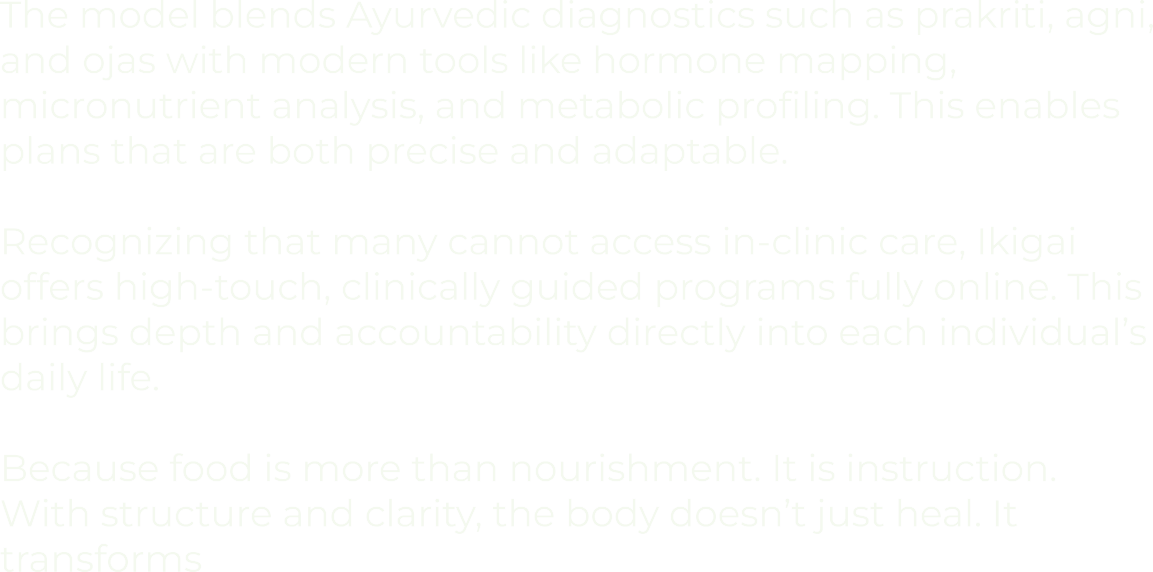 The model blends Ayurvedic diagnostics such as prakriti, agni,
and ojas with modern tools like hormone mapping,
micronutrient analysis, and metabolic profiling. This enables
plans that are both precise and adaptable.
Recognizing that many cannot access in-clinic care, Ikigai
offers high-touch, clinically guided programs fully online. This
brings depth and accountability directly into each individual’s
daily life.
Because food is more than nourishment. It is instruction.
With structure and clarity, the body doesn’t just heal. It
transforms